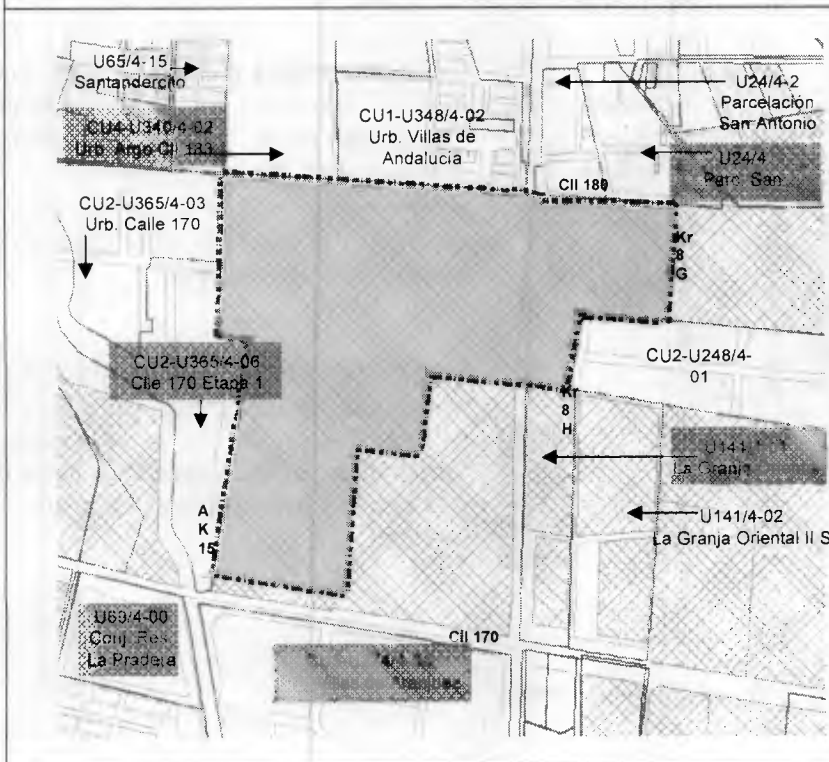 U65/4-15
Santandercito
U24/4-2
Parcelación
San Antonio
CU4-U340/4-02
Urb. Argo Cll 183
CU1-U348/4-02
Urb. Villas de
Andalucía
U24/4
Parc. San
Cll 180
CU2-U365/4-03
Urb. Calle 170
Kr
8
G
CU2-U365/4-06
Clle 170 Etapa 1
CU2-U248/4-
01
Kr
8
H
U141
La Granja
A
K
15
U141/4-02
La Granja Oriental II S
U69/4-00
Conj. Res.
La Pradera
Cll 170